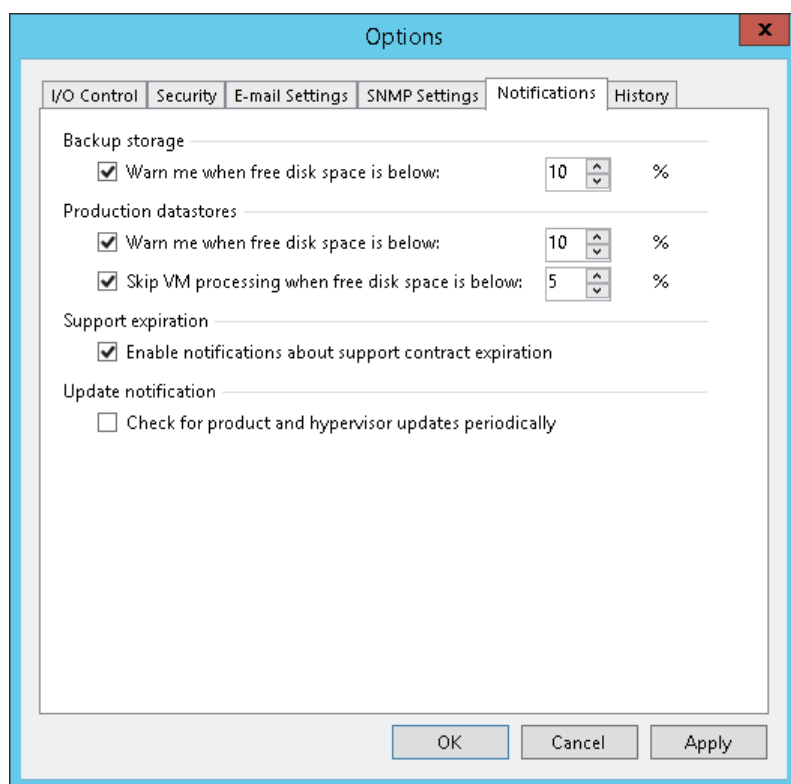 Options
x
I/O Control Security E-mail Settings SNMP Settings Notifications History
Backup storage
Warn me when free disk space is below: 10 %
Production datastores
Warn me when free disk space is below: 10 %
Skip VM processing when free disk space is below: 5 %
Support expiration
Enable notifications about support contract expiration
Update notification
Check for product and hypervisor updates periodically
OK Cancel Apply